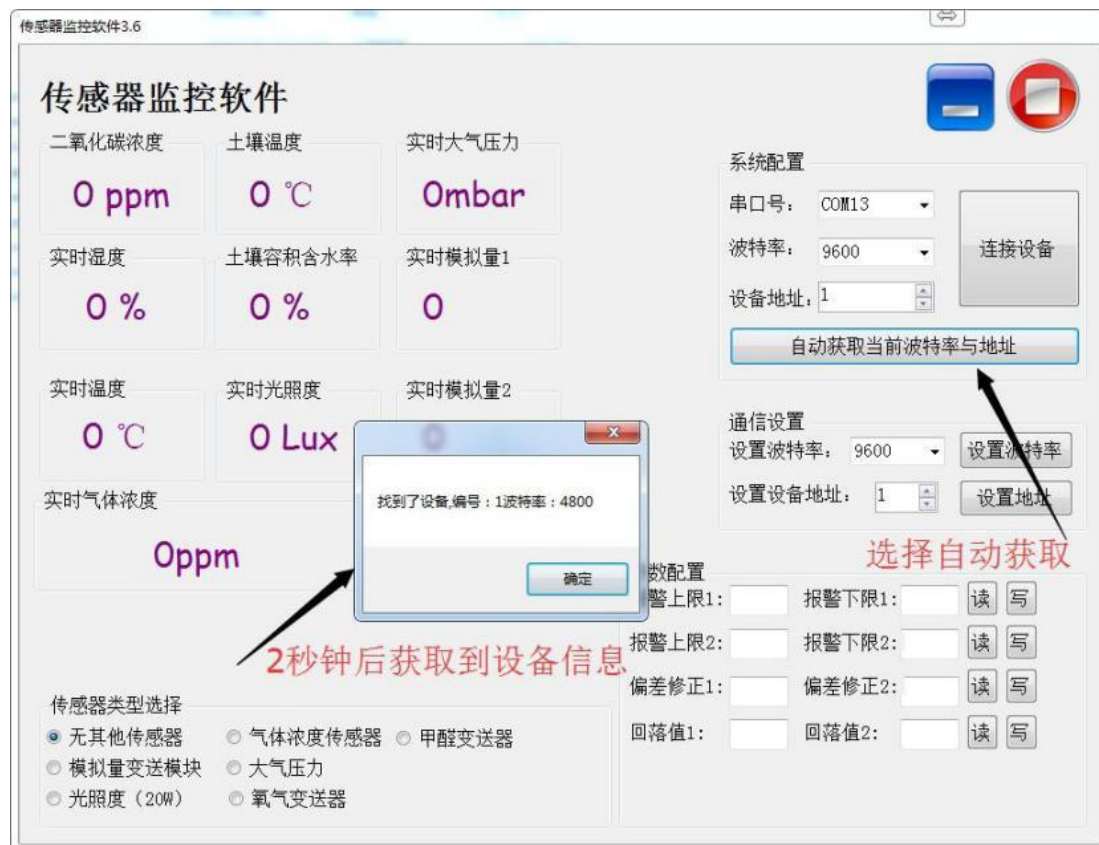 传感器监控软件3.6
传感器监控软件
二氧化碳浓度
0 ppm
土壤温度
0 ℃
实时大气压力
0mbar
实时湿度
0 %
土壤容积含水率
0 %
实时模拟量1
0
实时温度
0 ℃
实时光照度
0 Lux
实时模拟量2
0
实时气体浓度
0ppm
系统配置
串口号： COM13
波特率： 9600
设备地址： 1
连接设备
自动获取当前波特率与地址
通信设置
设置波特率： 9600 设置波特率
设置设备地址： 1 设置地址
选择自动获取
找到了设备,编号：1波特率：4800
确定
2秒钟后获取到设备信息
数配置
警上限1: 报警下限1: 读 写
报警上限2: 报警下限2: 读 写
偏差修正1: 偏差修正2: 读 写
回落值1: 回落值2: 读 写
传感器类型选择
无其他传感器 气体浓度传感器 甲醛变送器
模拟量变送模块 大气压力
光照度（20W） 氧气变送器